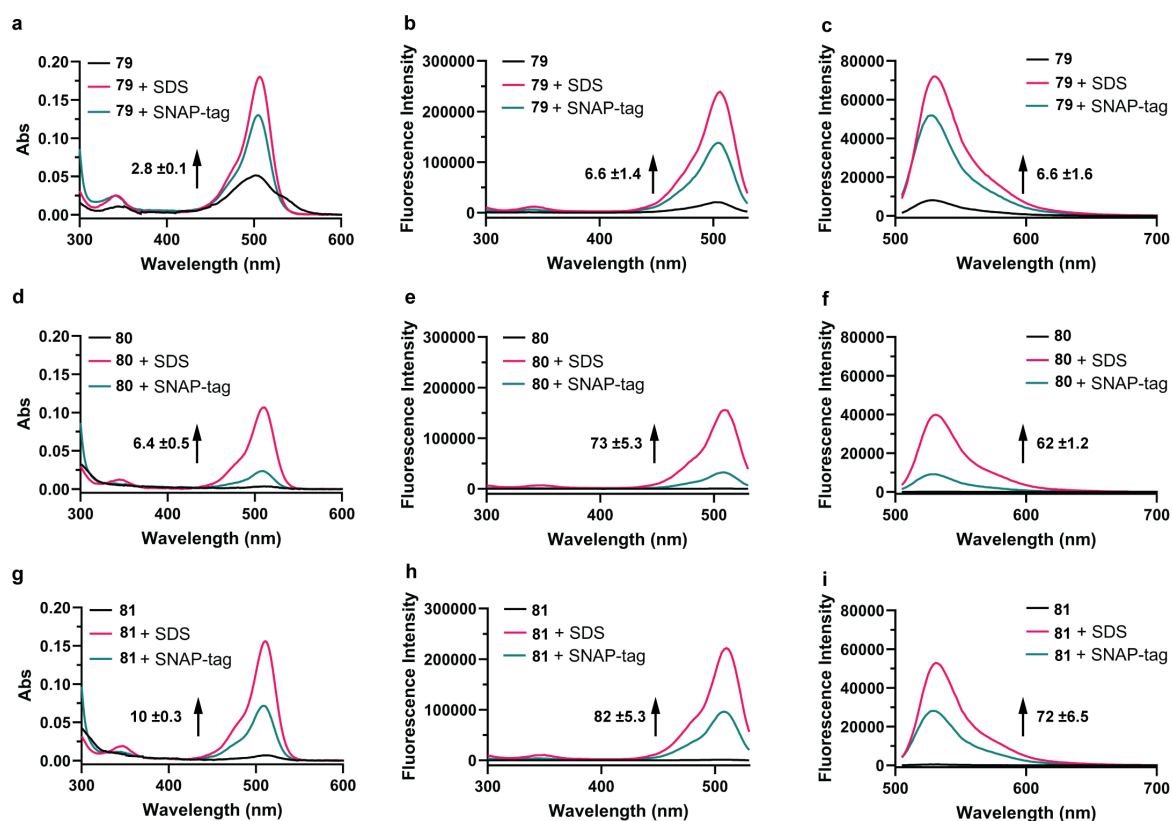 a
79
79 + SDS
79 + SNAP-tag
0.20
0.15
0.10
0.05
0.00
Abs
2.8 ±0.1
300
400
500
600
Wavelength (nm)
b
79
79 + SDS
79 + SNAP-tag
300000
200000
100000
0
Fluorescence Intensity
6.6 ±1.4
300
400
500
Wavelength (nm)
c
79
79 + SDS
79 + SNAP-tag
80000
60000
40000
20000
0
Fluorescence Intensity
6.6 ±1.6
500
600
700
Wavelength (nm)
d
80
80 + SDS
80 + SNAP-tag
0.20
0.15
0.10
0.05
0.00
Abs
6.4 ±0.5
300
400
500
600
Wavelength (nm)
e
80
80 + SDS
80 + SNAP-tag
300000
200000
100000
0
Fluorescence Intensity
73 ±5.3
300
400
500
Wavelength (nm)
f
80
80 + SDS
80 + SNAP-tag
80000
60000
40000
20000
0
Fluorescence Intensity
62 ±1.2
500
600
700
Wavelength (nm)
g
81
81 + SDS
81 + SNAP-tag
0.20
0.15
0.10
0.05
0.00
Abs
10 ±0.3
300
400
500
600
Wavelength (nm)
h
81
81 + SDS
81 + SNAP-tag
300000
200000
100000
0
Fluorescence Intensity
82 ±5.3
300
400
500
Wavelength (nm)
i
81
81 + SDS
81 + SNAP-tag
80000
60000
40000
20000
0
Fluorescence Intensity
72 ±6.5
500
600
700
Wavelength (nm)